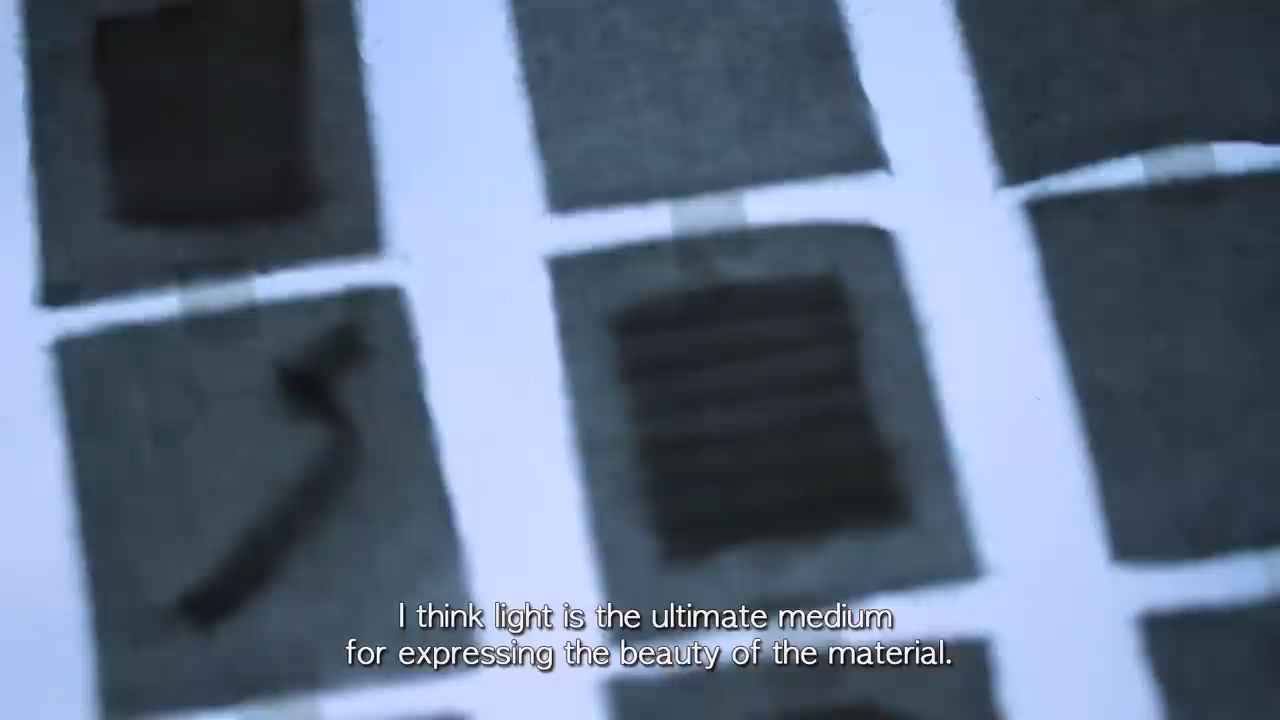 I think light is the ultimate medium
for expressing the beauty of the material.